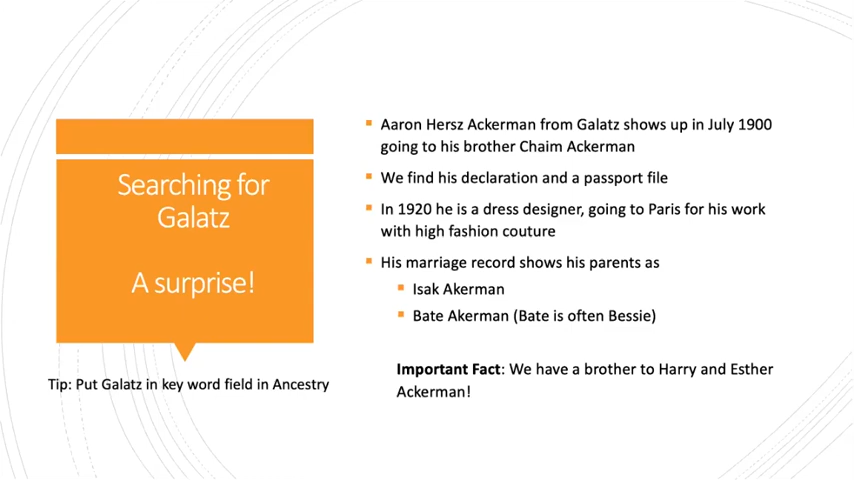 Searching for
Galatz
A surprise!
Tip: Put Galatz in key word field in Ancestry
Aaron Hersz Ackerman from Galatz shows up in July 1900
going to his brother Chaim Ackerman
We find his declaration and a passport file
In 1920 he is a dress designer, going to Paris for his work
with high fashion couture
His marriage record shows his parents as
Isak Akerman
Bate Akerman (Bate is often Bessie)
Important Fact: We have a brother to Harry and Esther
Ackerman!